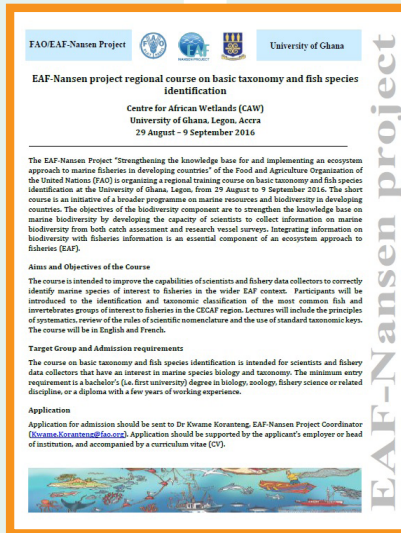 FAO/EAF-Nansen Project
EAF
NANSEN PROJECT
University of Ghana
EAF-Nansen project regional course on basic taxonomy and fish species
identification
Centre for African Wetlands (CAW)
University of Ghana, Legon, Accra
29 August – 9 September 2016
The EAF-Nansen Project "Strengthening the knowledge base for and implementing an ecosystem
approach to marine fisheries in developing countries" of the Food and Agriculture Organization of
the United Nations (FAO) is organizing a regional training course on basic taxonomy and fish species
identification at the University of Ghana, Legon, from 29 August to 9 September 2016. The short
course is an initiative of a broader programme on marine resources and biodiversity in developing
countries. The objectives of the biodiversity component are to strengthen the knowledge base on
marine biodiversity by developing the capacity of scientists to collect information on marine
biodiversity from both catch assessment and research vessel surveys. Integrating information on
biodiversity with fisheries information is an essential component of an ecosystem approach to
fisheries (EAF).
Aims and Objectives of the Course
The course is intended to improve the capabilities of scientists and fishery data collectors to correctly
identify marine species of interest to fisheries in the wider EAF context. Participants will be
introduced to the identification and taxonomic classification of the most common fish and
invertebrates groups of interest to fisheries in the CECAF region. Lectures will include the principles
of systematics, review of the rules of scientific nomenclature and the use of standard taxonomic keys.
The course will be in English and French.
Target Group and Admission requirements
The course on basic taxonomy and fish species identification is intended for scientists and fishery
data collectors that have an interest in marine species biology and taxonomy. The minimum entry
requirement is a bachelor's (i.e. first university) degree in biology, zoology, fishery science or related
discipline, or a diploma with a few years of working experience.
Application
Application for admission should be sent to Dr Kwame Koranteng, EAF-Nansen Project Coordinator
(Kwame.Koranteng@fao.org). Application should be supported by the applicant's employer or head
of institution, and accompanied by a curriculum vitae (CV).
EAF-Nansen project